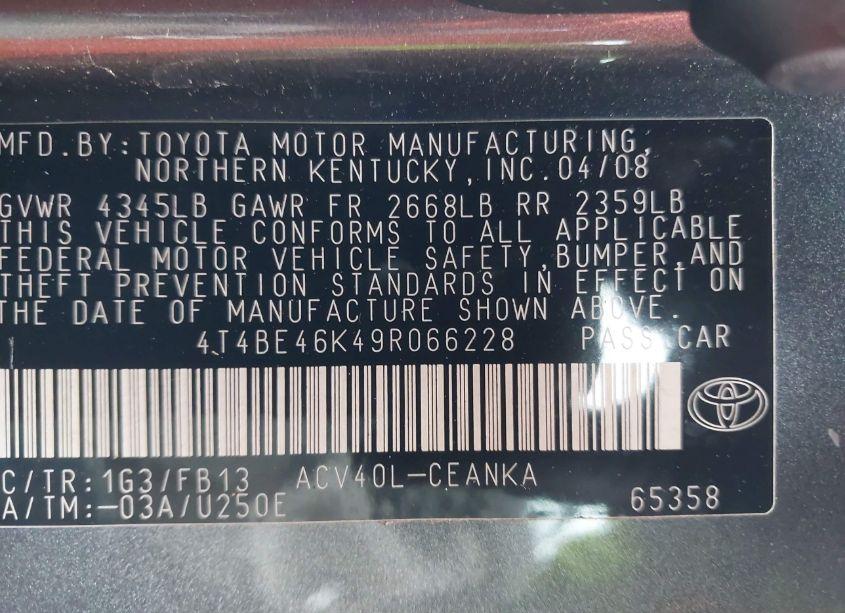 MFD.BY:TOYOTA MOTOR MANUFACTURING,
NORTHERN KENTUCKY,INC.04/08
GVWR 4345LB GAWR FR 2668LB RR 2359LB
THIS VEHICLE CONFORMS TO ALL APPLICABLE
FEDERAL MOTOR VEHICLE SAFETY,BUMPER,AND
THEFT PREVENTION STANDARDS IN EFFECT ON
THE DATE OF MANUFACTURE SHOWN ABOVE.
4T4BE46K49R066228 PASS CAR
C/TR:1G3/FB13 ACV40L-CEANKA
A/TM:-03A/U250E 65358